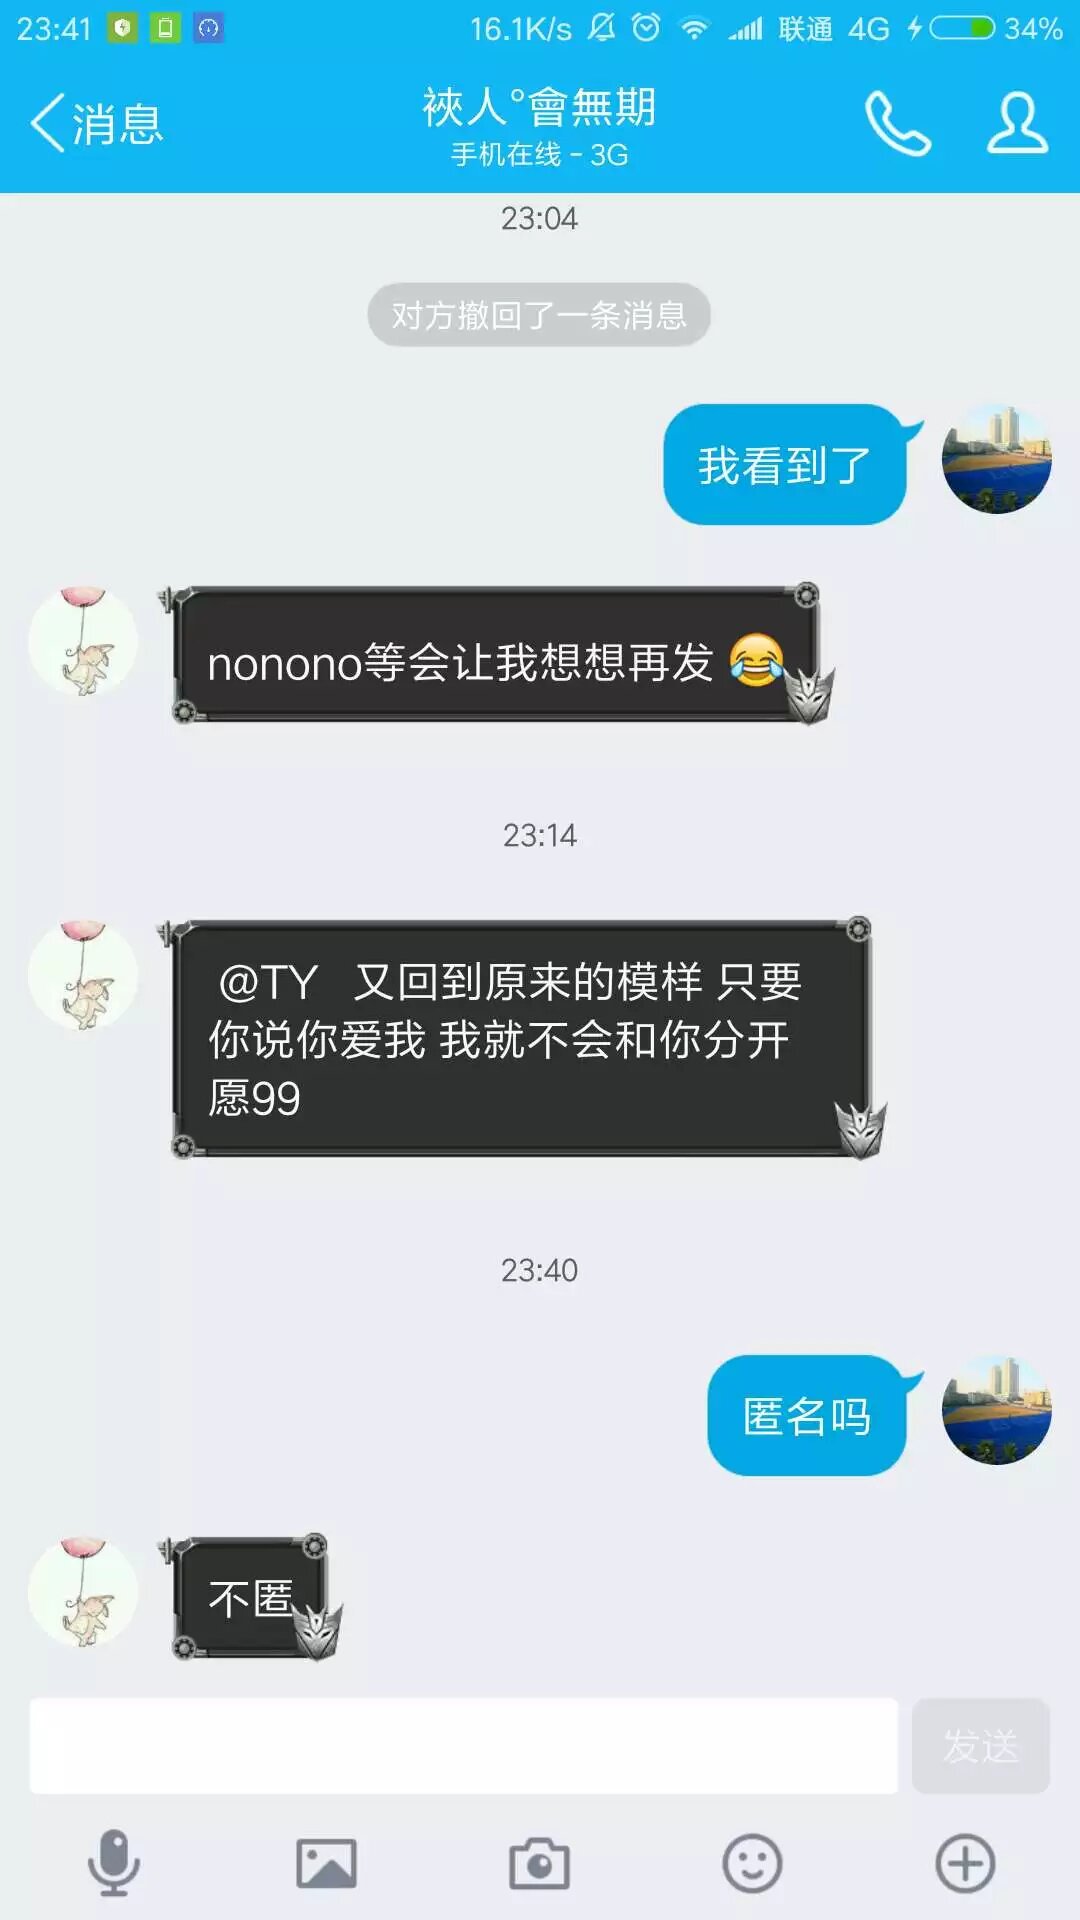 23:41 16.1K/s 联通 4G 34%
消息
裌人°會無期
手机在线 - 3G
23:04
对方撤回了一条消息
我看到了
nonono等会让我想想再发 😂
23:14
@TY 又回到原来的模样 只要
你说你爱我 我就不会和你分开
愿99
23:40
匿名吗
不匿
发送